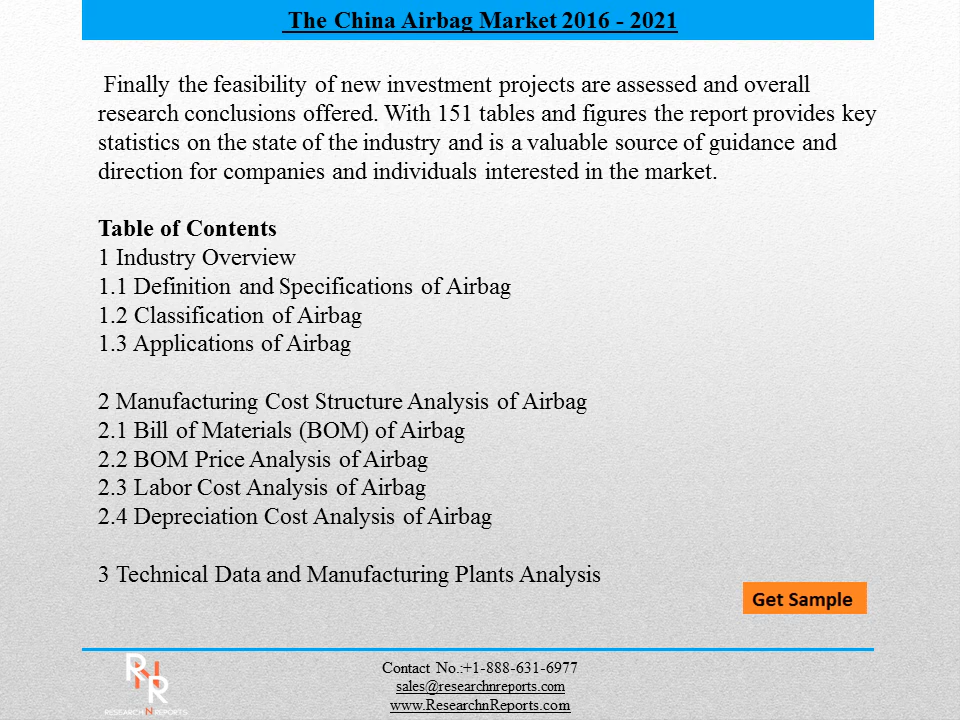 The China Airbag Market 2016 - 2021
Finally the feasibility of new investment projects are assessed and overall
research conclusions offered. With 151 tables and figures the report provides key
statistics on the state of the industry and is a valuable source of guidance and
direction for companies and individuals interested in the market.
Table of Contents
1 Industry Overview
1.1 Definition and Specifications of Airbag
1.2 Classification of Airbag
1.3 Applications of Airbag
2 Manufacturing Cost Structure Analysis of Airbag
2.1 Bill of Materials (BOM) of Airbag
2.2 BOM Price Analysis of Airbag
2.3 Labor Cost Analysis of Airbag
2.4 Depreciation Cost Analysis of Airbag
3 Technical Data and Manufacturing Plants Analysis
Get Sample
RNR
RESEARCH N REPORTS
Contact No.:+1-888-631-6977
sales@researchnreports.com
www.ResearchnReports.com